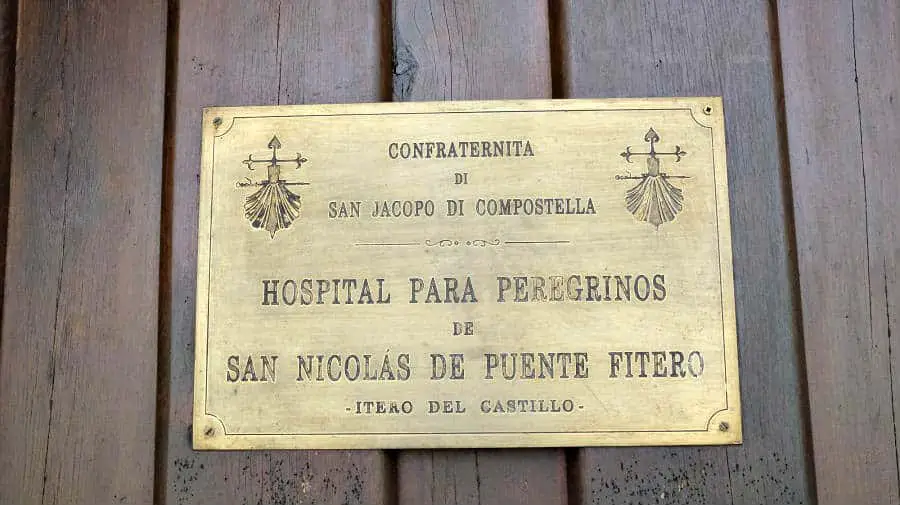 CONFRATERNITA
DI
SAN JACOPO DI COMPOSTELLA
HOSPITAL PARA PEREGRINOS
DE
SAN NICOLÁS DE PUENTE FITERO
-ITERO DEL CASTILLO-